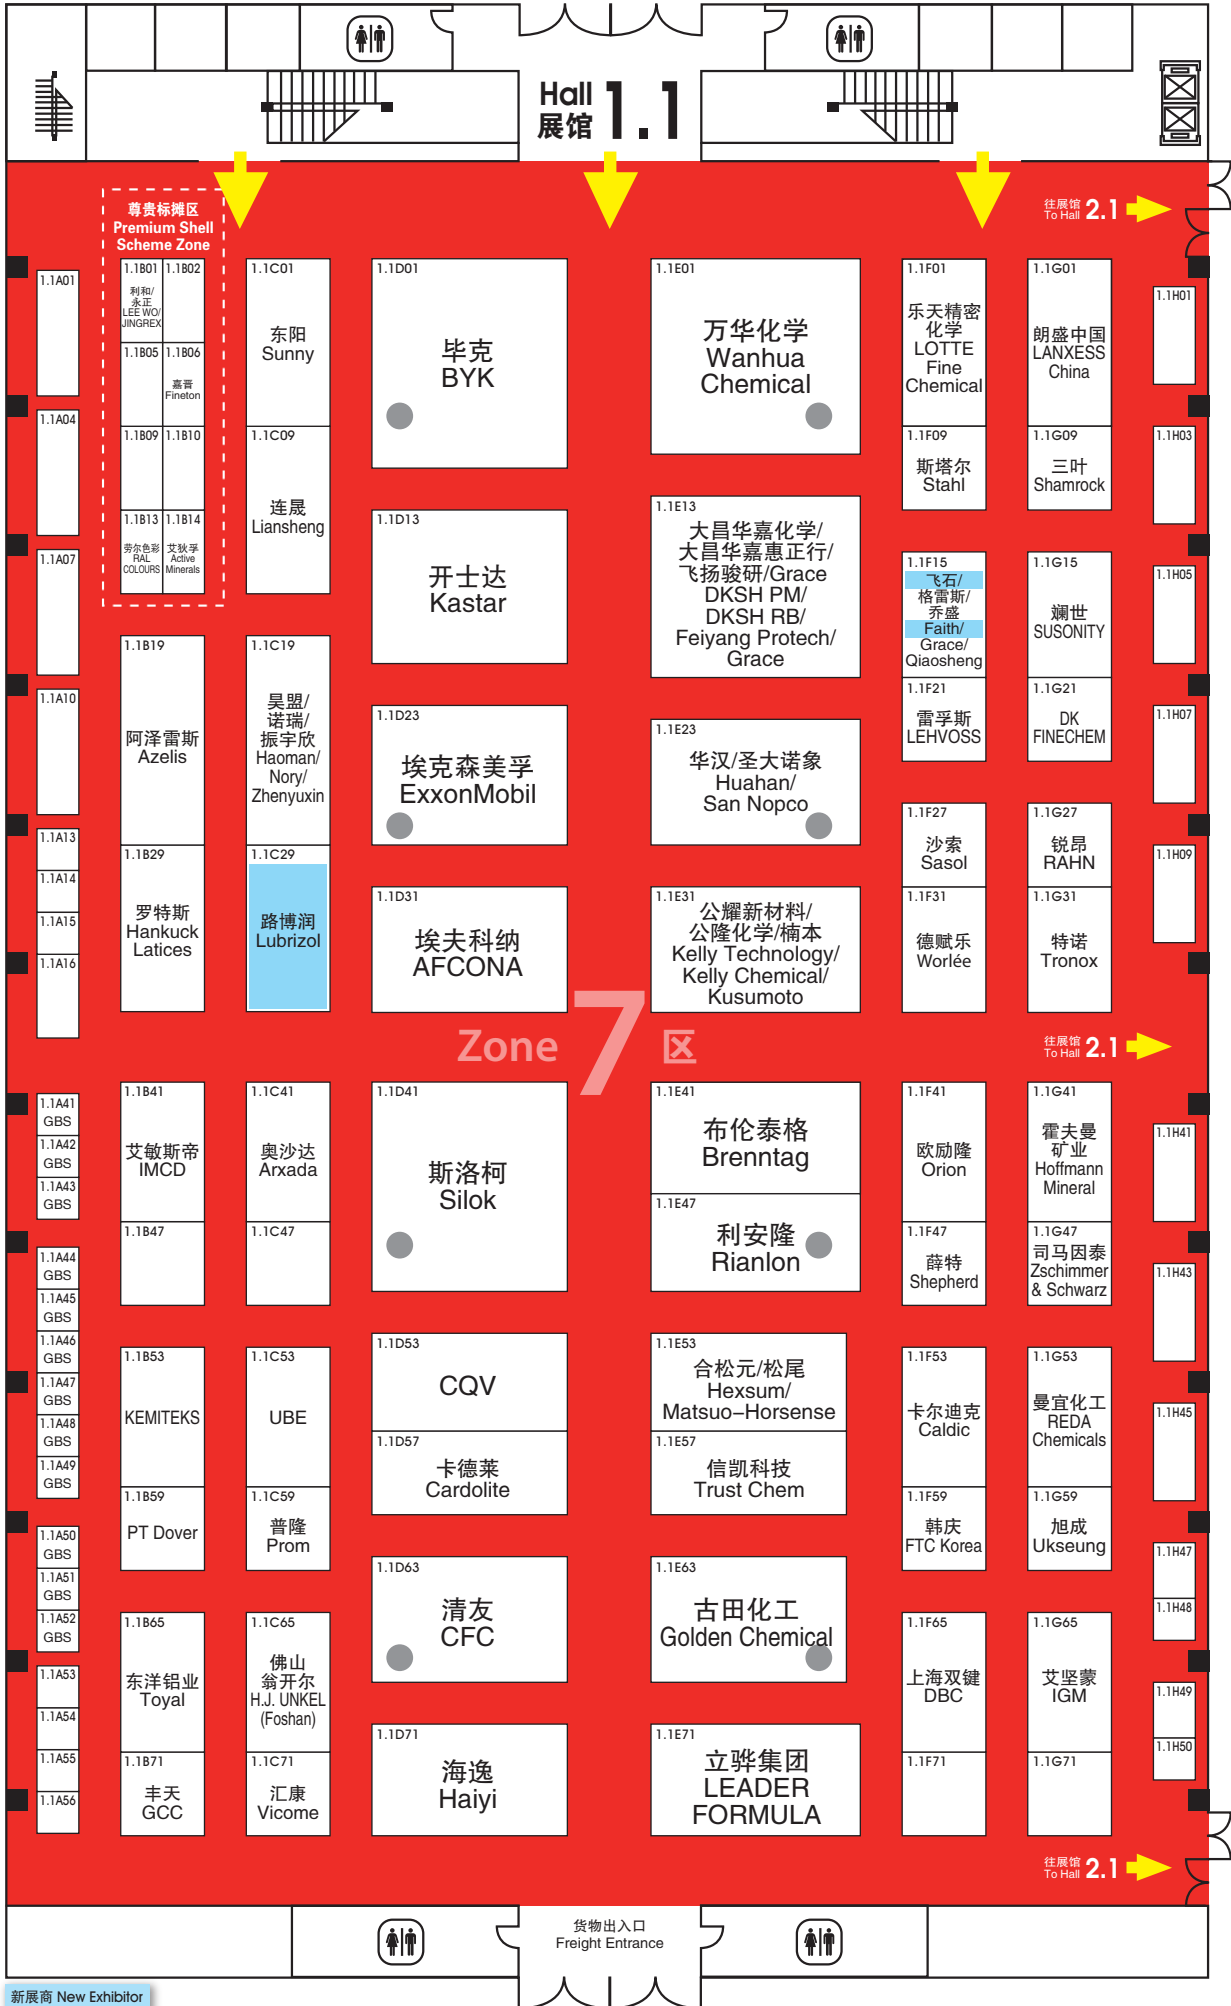 Hall
展馆
1.1
往展馆
To Hall
2.1
尊贵标摊区
Premium Shell
Scheme Zone
1.1A01
1.1A04
1.1A07
1.1A10
1.1A13
1.1A14
1.1A15
1.1A16
1.1A41
GBS
1.1A42
GBS
1.1A43
GBS
1.1A44
GBS
1.1A45
GBS
1.1A46
GBS
1.1A47
GBS
1.1A48
GBS
1.1A49
GBS
1.1A50
GBS
1.1A51
GBS
1.1A52
GBS
1.1A53
1.1A54
1.1A55
1.1A56
1.1B01
利和/
永正
LEE WO/
JINGREX
1.1B02
1.1B05
1.1B06
嘉晋
Fineton
1.1B09
1.1B10
1.1B13
劳尔色彩
RAL
COLOURS
1.1B14
艾狄孚
Active
Minerals
1.1B19
阿泽雷斯
Azelis
1.1B29
罗特斯
Hankuck
Latices
1.1B41
艾敏斯帝
IMCD
1.1B47
1.1B53
KEMITEKS
1.1B59
PT Dover
1.1B65
东洋铝业
Toyal
1.1B71
丰天
GCC
1.1C01
东阳
Sunny
1.1C09
连晟
Liansheng
1.1C19
昊盟/
诺瑞/
振宇欣
Haoman/
Nory/
Zhenyuxin
1.1C29
路博润
Lubrizol
1.1C41
奥沙达
Arxada
1.1C47
1.1C53
UBE
1.1C59
普隆
Prom
1.1C65
佛山
翁开尔
H.J. UNKEL
(Foshan)
1.1C71
汇康
Vicome
1.1D01
毕克
BYK
1.1D13
开士达
Kastar
1.1D23
埃克森美孚
ExxonMobil
1.1D31
埃夫科纳
AFCONA
Zone 7 区
1.1D41
斯洛柯
Silok
1.1D53
CQV
1.1D57
卡德莱
Cardolite
1.1D63
清友
CFC
1.1D71
海逸
Haiyi
1.1E01
万华化学
Wanhua
Chemical
1.1E13
大昌华嘉化学/
大昌华嘉惠正行/
飞扬骏研/Grace
DKSH PM/
DKSH RB/
Feiyang Protech/
Grace
1.1E23
华汉/圣大诺象
Huahan/
San Nopco
1.1E31
公耀新材料/
公隆化学/楠本
Kelly Technology/
Kelly Chemical/
Kusumoto
1.1E41
布伦泰格
Brenntag
1.1E47
利安隆
Rianlon
1.1E53
合松元/松尾
Hexsum/
Matsuo–Horsense
1.1E57
信凯科技
Trust Chem
1.1E63
古田化工
Golden Chemical
1.1E71
立骅集团
LEADER
FORMULA
1.1F01
乐天精密
化学
LOTTE
Fine
Chemical
1.1F09
斯塔尔
Stahl
1.1F15
飞石/
格雷斯/
乔盛
Faith/
Grace/
Qiaosheng
1.1F21
雷孚斯
LEHVOSS
1.1F27
沙索
Sasol
1.1F31
德赋乐
Worlée
1.1F41
欧励隆
Orion
1.1F47
薛特
Shepherd
1.1F53
卡尔迪克
Caldic
1.1F59
韩庆
FTC Korea
1.1F65
上海双键
DBC
1.1F71
1.1G01
朗盛中国
LANXESS
China
1.1G09
三叶
Shamrock
1.1G15
斓世
SUSONITY
1.1G21
DK
FINECHEM
1.1G27
锐昂
RAHN
1.1G31
特诺
Tronox
往展馆
To Hall
2.1
1.1G41
霍夫曼
矿业
Hoffmann
Mineral
1.1G47
司马因泰
Zschimmer
& Schwarz
1.1G53
曼宜化工
REDA
Chemicals
1.1G59
旭成
Ukseung
1.1G65
艾坚蒙
IGM
1.1G71
1.1H01
1.1H03
1.1H05
1.1H07
1.1H09
1.1H41
1.1H43
1.1H45
1.1H47
1.1H48
1.1H49
1.1H50
往展馆
To Hall
2.1
货物出入口
Freight Entrance
新展商 New Exhibitor